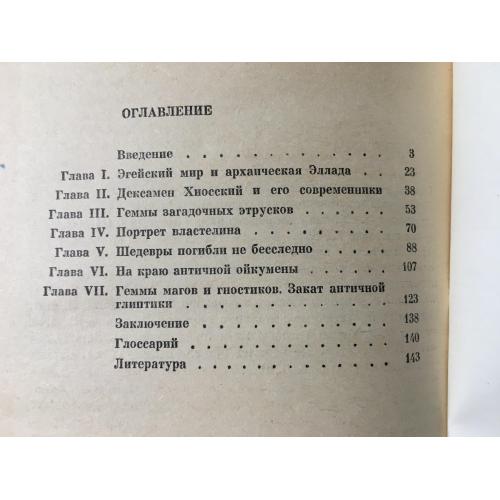 ОГЛАВЛЕНИЕ
Введение . . . . . . . . . . . . 3
Глава I. Эгейский мир и архаическая Эллада . . . . 23
Глава II. Дексамен Хиосский и его современники . . 38
Глава III. Геммы загадочных этрусков . . . . . . 53
Глава IV. Портрет властелина . . . . . . . . 70
Глава V. Шедевры погибли не бесследно . . . . . 88
Глава VI. На краю античной ойкумены . . . . . . 107
Глава VII. Геммы магов и гностиков. Закат античной
глиптики . . . . . . . . . . . . 123
Заключение . . . . . . . . . . . 138
Глоссарий . . . . . . . . . . . 140
Литература . . . . . . . . . . . 143